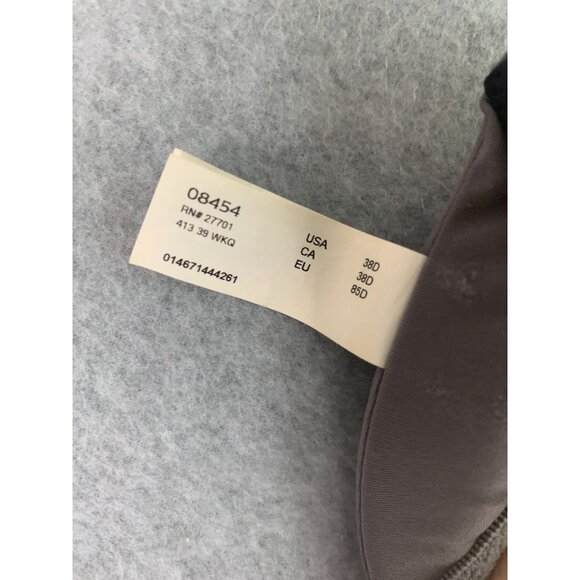 08454
RN# 27701
413 39 WKQ
014671444261
USA 38D
CA 38D
EU 85D